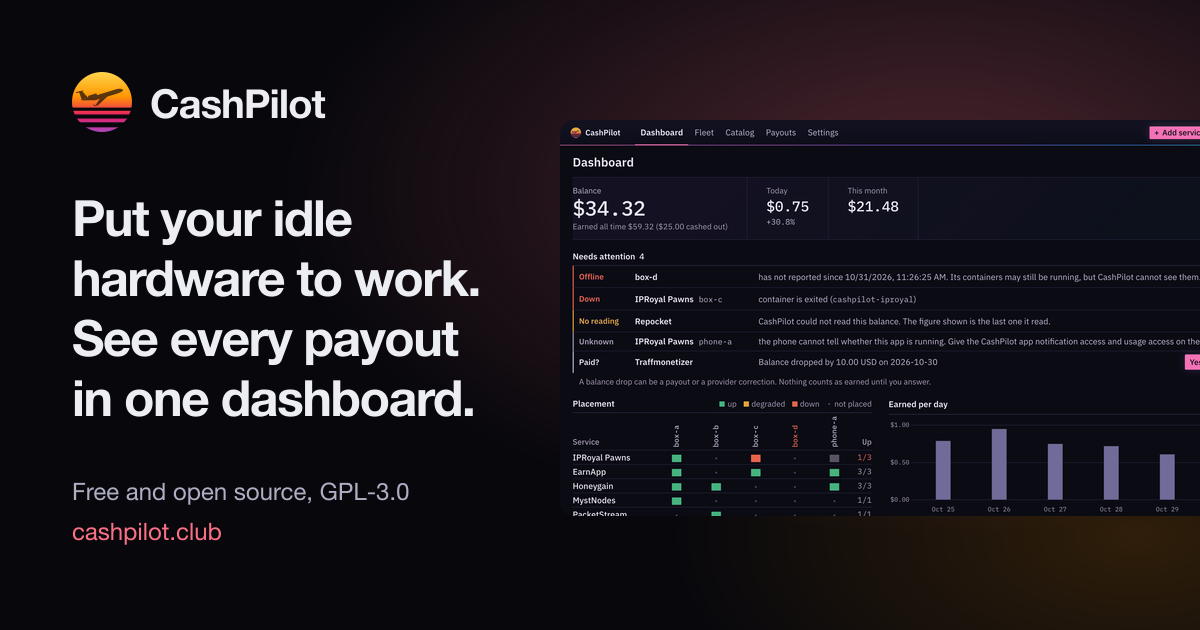 CashPilot
Put your idle
hardware to work.
See every payout
in one dashboard.
Free and open source, GPL-3.0
cashpilot.club
CashPilot Dashboard Fleet Catalog Payouts Settings + Add
Dashboard
Balance Today This month
$34.32 $0.75 $21.48
+30.8%
Earned all time $59.32 ($25.00 cashed out)
Needs attention 4
Offline box-d has not reported since 10/31/2026, 11:26:25 AM. Its containers may still be running, but CashPilot cannot see them.
Down IPRoyal Pawns box-c container is exited (cashpilot-iproyal)
No reading Repocket CashPilot could not read this balance. The figure shown is the last one it read.
Unknown IPRoyal Pawns phone-a the phone cannot tell whether this app is running. Give the CashPilot app notification access and usage access on the
Paid? Traffmonetizer Balance dropped by 10.00 USD on 2026-10-30
A balance drop can be a payout or a provider correction. Nothing counts as earned until you answer.
Placement up degraded down - not placed
Service box-a box-b box-c box-d phone-a Up
IPRoyal Pawns - - 1/3
EarnApp - - 3/3
Honeygain - - 3/3
MystNodes - - - - 1/1
PacketStream - - - - 1/1
Earned per day
$1.00
$0.50
$0.00
Oct 25 Oct 26 Oct 27 Oct 28 Oct 29